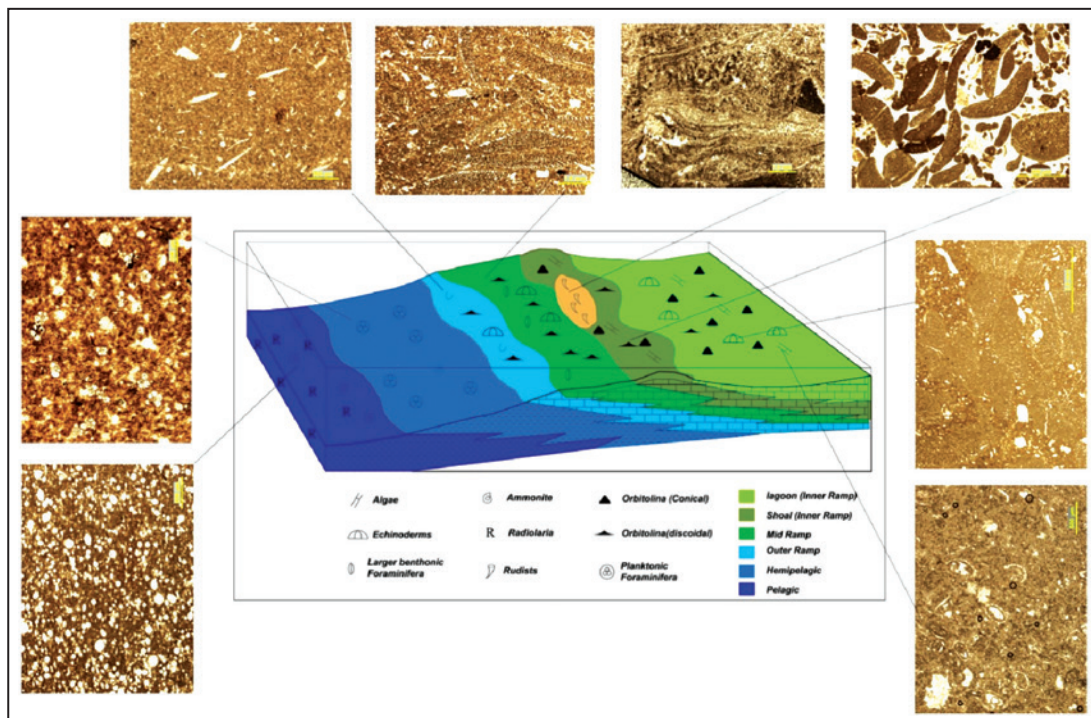 R R
R
R
R
R
Algae
Ammonite
Orbitolina (Conical)
lagoon (Inner Ramp)
Shoal (Inner Ramp)
Echinoderms
R Radiolaria
Orbitolina(discoidal)
Mid Ramp
Outer Ramp
Larger benthonic
Foraminifera
Rudists
Planktonic
Foraminifera
Hemipelagic
Pelagic